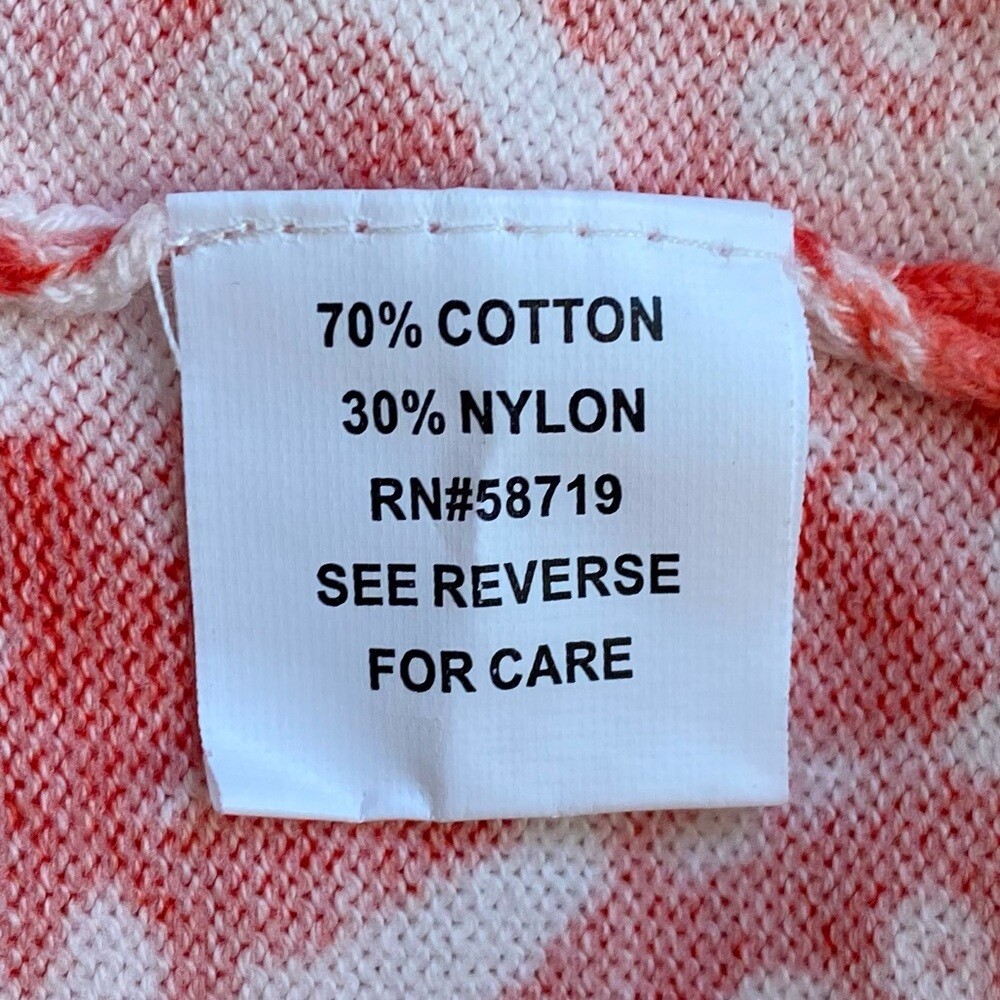 70% COTTON
30% NYLON
RN#58719
SEE REVERSE
FOR CARE